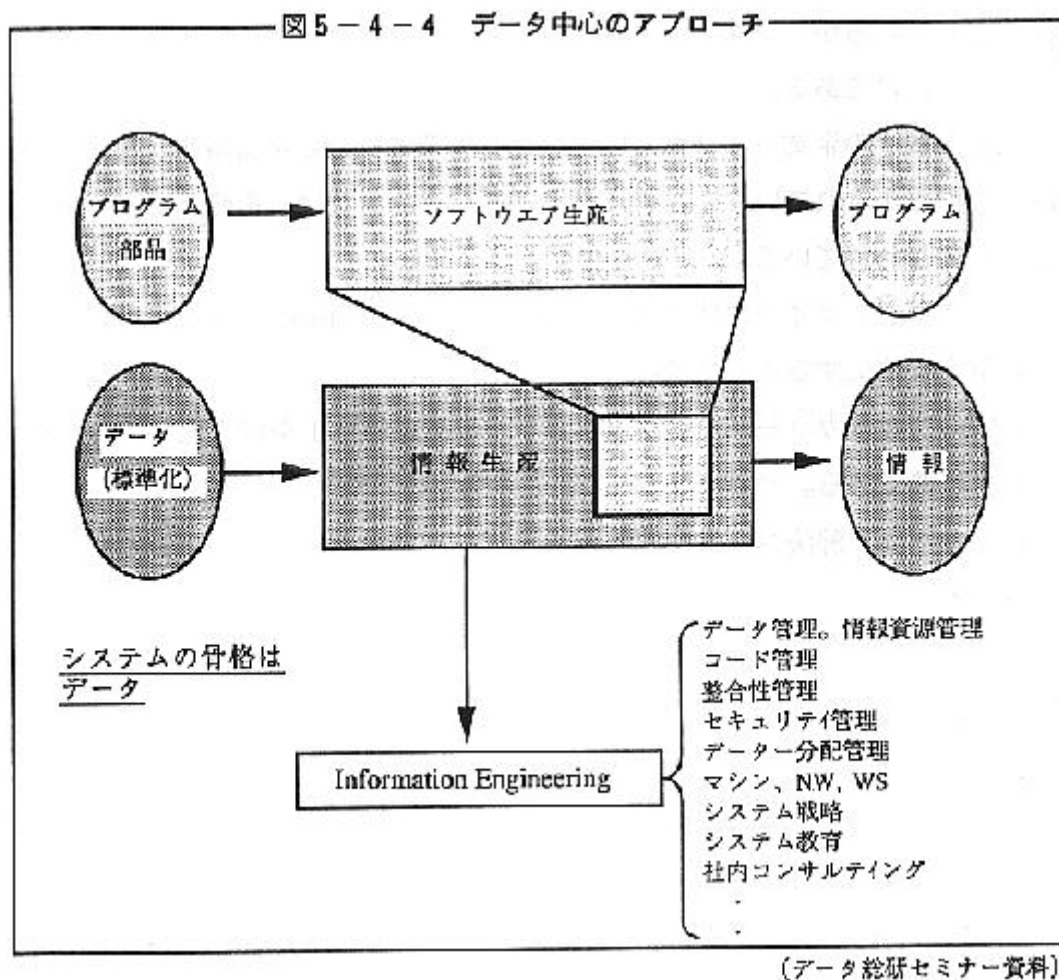 図5-4-4 データ中心のアプローチ
プログラム
部品
ソフトウエア生産
プログラム
データ
(標準化)
情報生産
情報
システムの骨格は
データ
Information Engineering
データ管理。情報資源管理
コード管理
整合性管理
セキュリティ管理
データー分配管理
マシン、NW, WS
システム戦略
システム教育
社内コンサルティング
・
・
(データ総研セミナー資料)